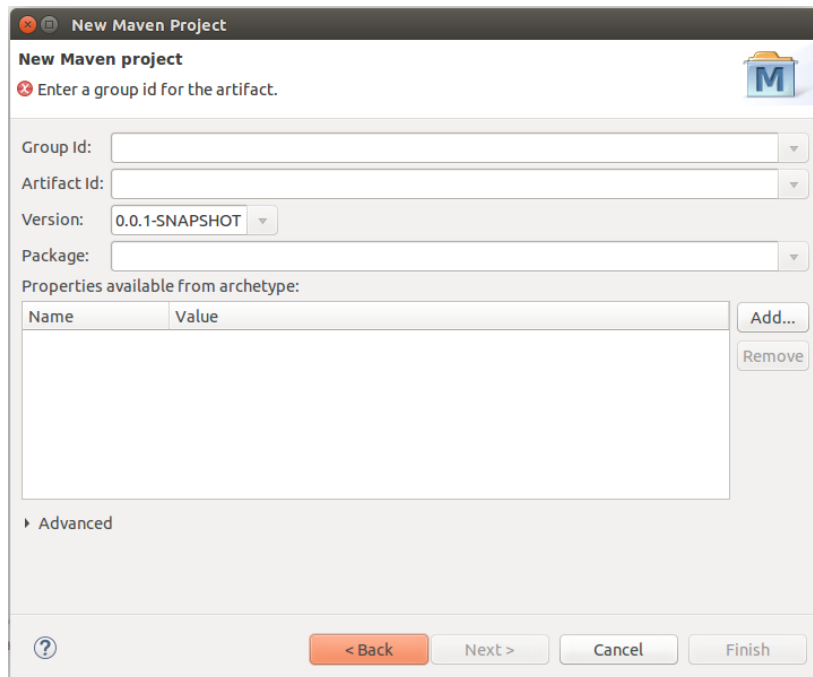 New Maven Project
New Maven project
Enter a group id for the artifact.
M
Group Id:
Artifact Id:
Version: 0.0.1-SNAPSHOT
Package:
Properties available from archetype:
Name Value
Add...
Remove
Advanced
? < Back Next > Cancel Finish